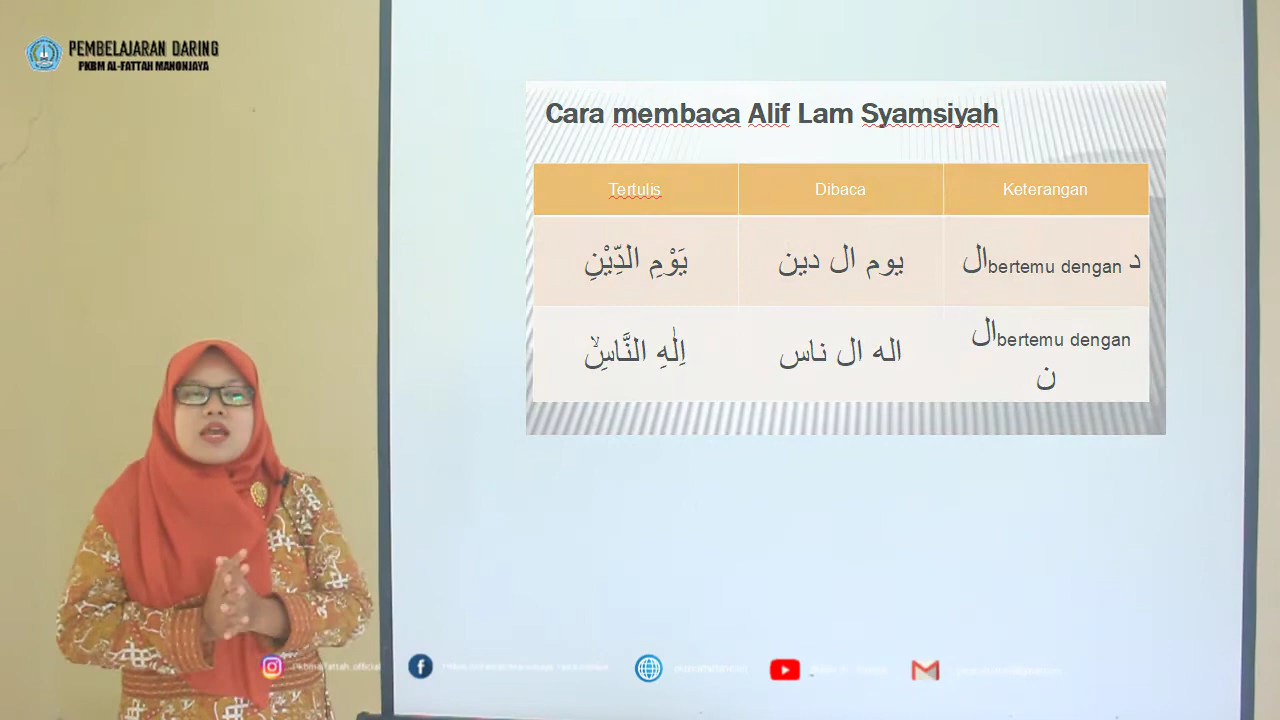 PEMBELAJARAN DARING
PKBM AL-FATTAH MANONJAYA
Cara membaca Alif Lam Syamsiyah
Tertulis Dibaca Keterangan
يَوْمِ الدِّيْنِ يوم ال دين ال bertemu dengan د
اِلٰهِ النَّاسِۙ اله ال ناس ال bertemu dengan
ن